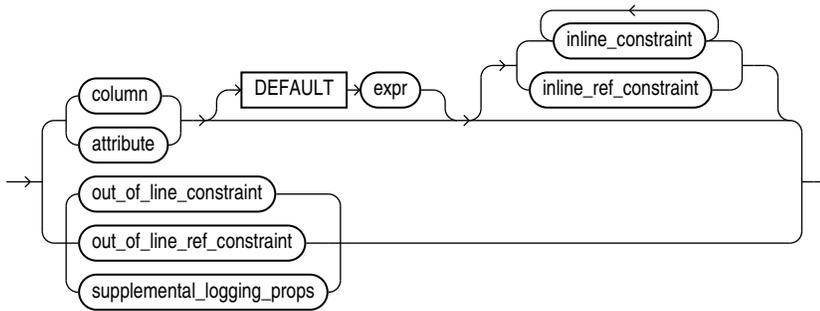 inline_constraint
DEFAULT expr
column
inline_ref_constraint
attribute
out_of_line_constraint
out_of_line_ref_constraint
supplemental_logging_props